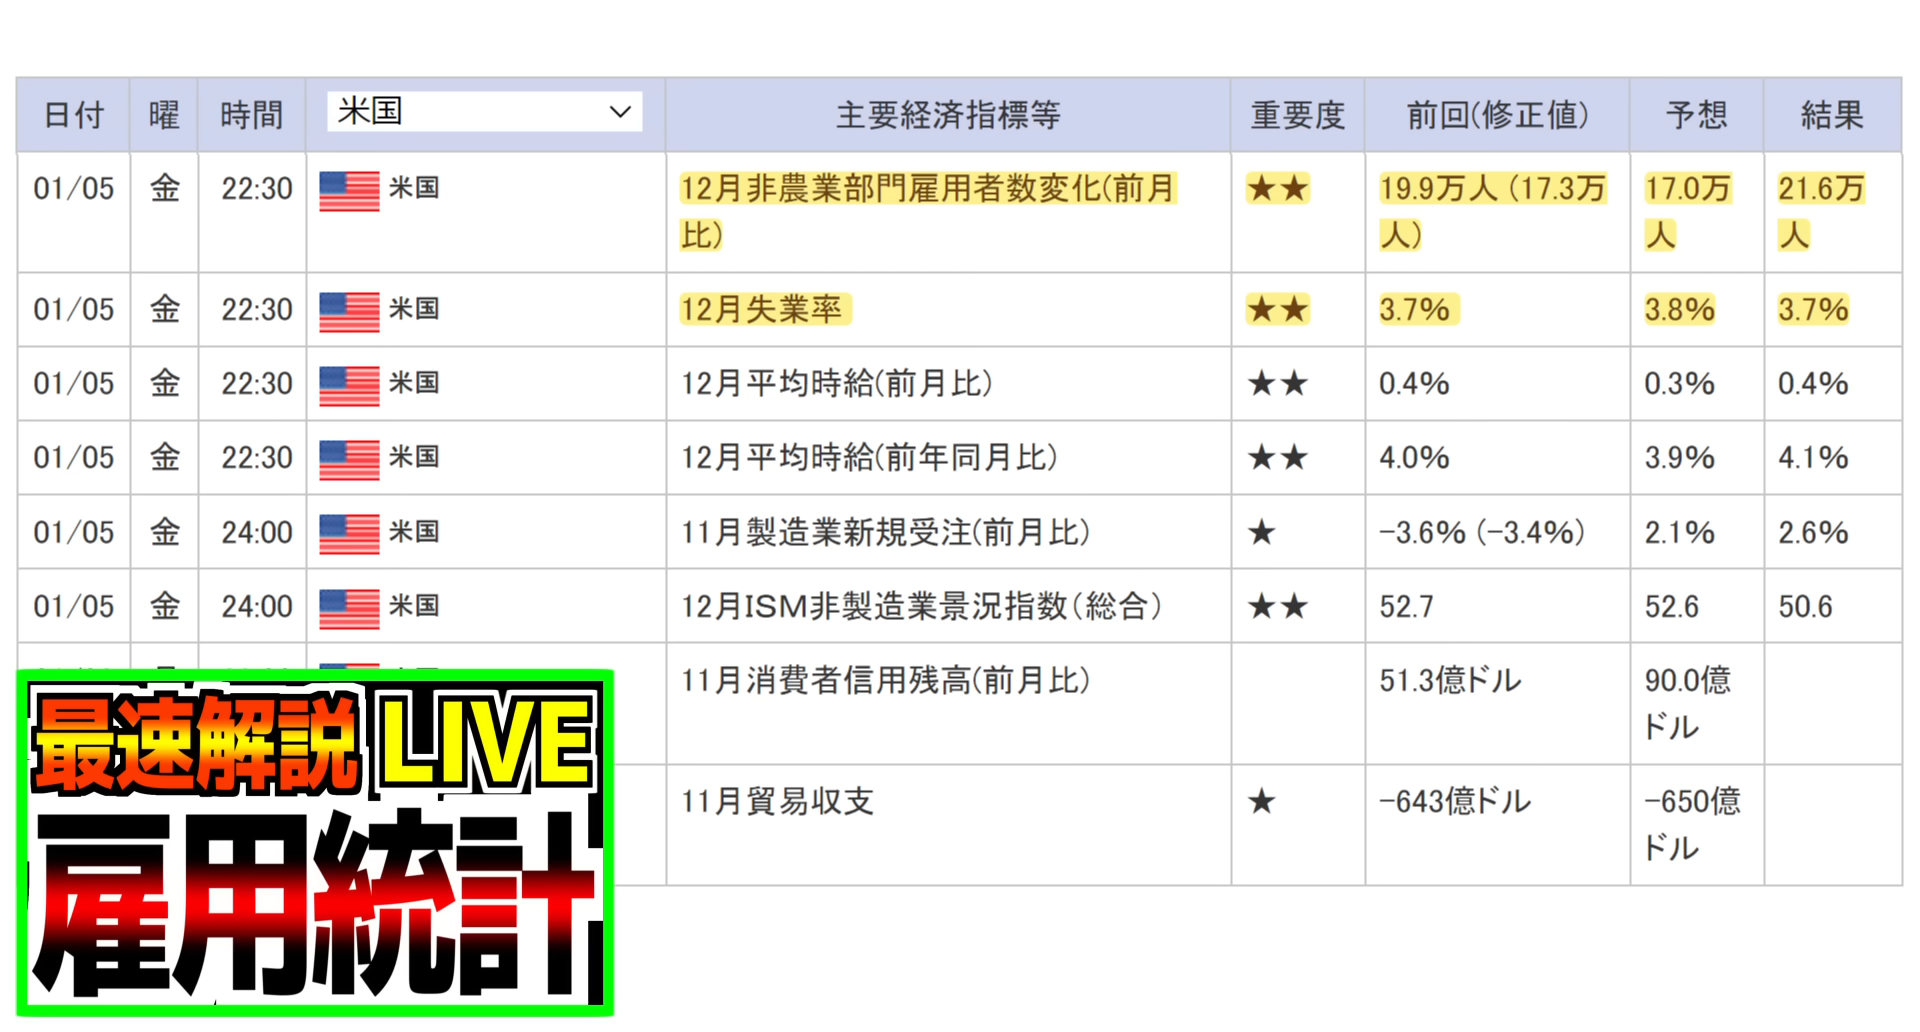 日付 曜 時間 米国 主要経済指標等 重要度 前回(修正値) 予想 結果
01/05 金 22:30 米国 12月非農業部門雇用者数変化(前月 ★★ 19.9万人 (17.3万 17.0万 21.6万
比) 人) 人 人
01/05 金 22:30 米国 12月失業率 ★★ 3.7% 3.8% 3.7%
01/05 金 22:30 米国 12月平均時給(前月比) ★★ 0.4% 0.3% 0.4%
01/05 金 22:30 米国 12月平均時給(前年同月比) ★★ 4.0% 3.9% 4.1%
01/05 金 24:00 米国 11月製造業新規受注(前月比) ★ -3.6% (-3.4%) 2.1% 2.6%
01/05 金 24:00 米国 12月ISM非製造業景況指数(総合) ★★ 52.7 52.6 50.6
11月消費者信用残高(前月比) 51.3億ドル 90.0億
ドル
11月貿易収支 ★ -643億ドル -650億
ドル
最速解説 LIVE
雇用統計